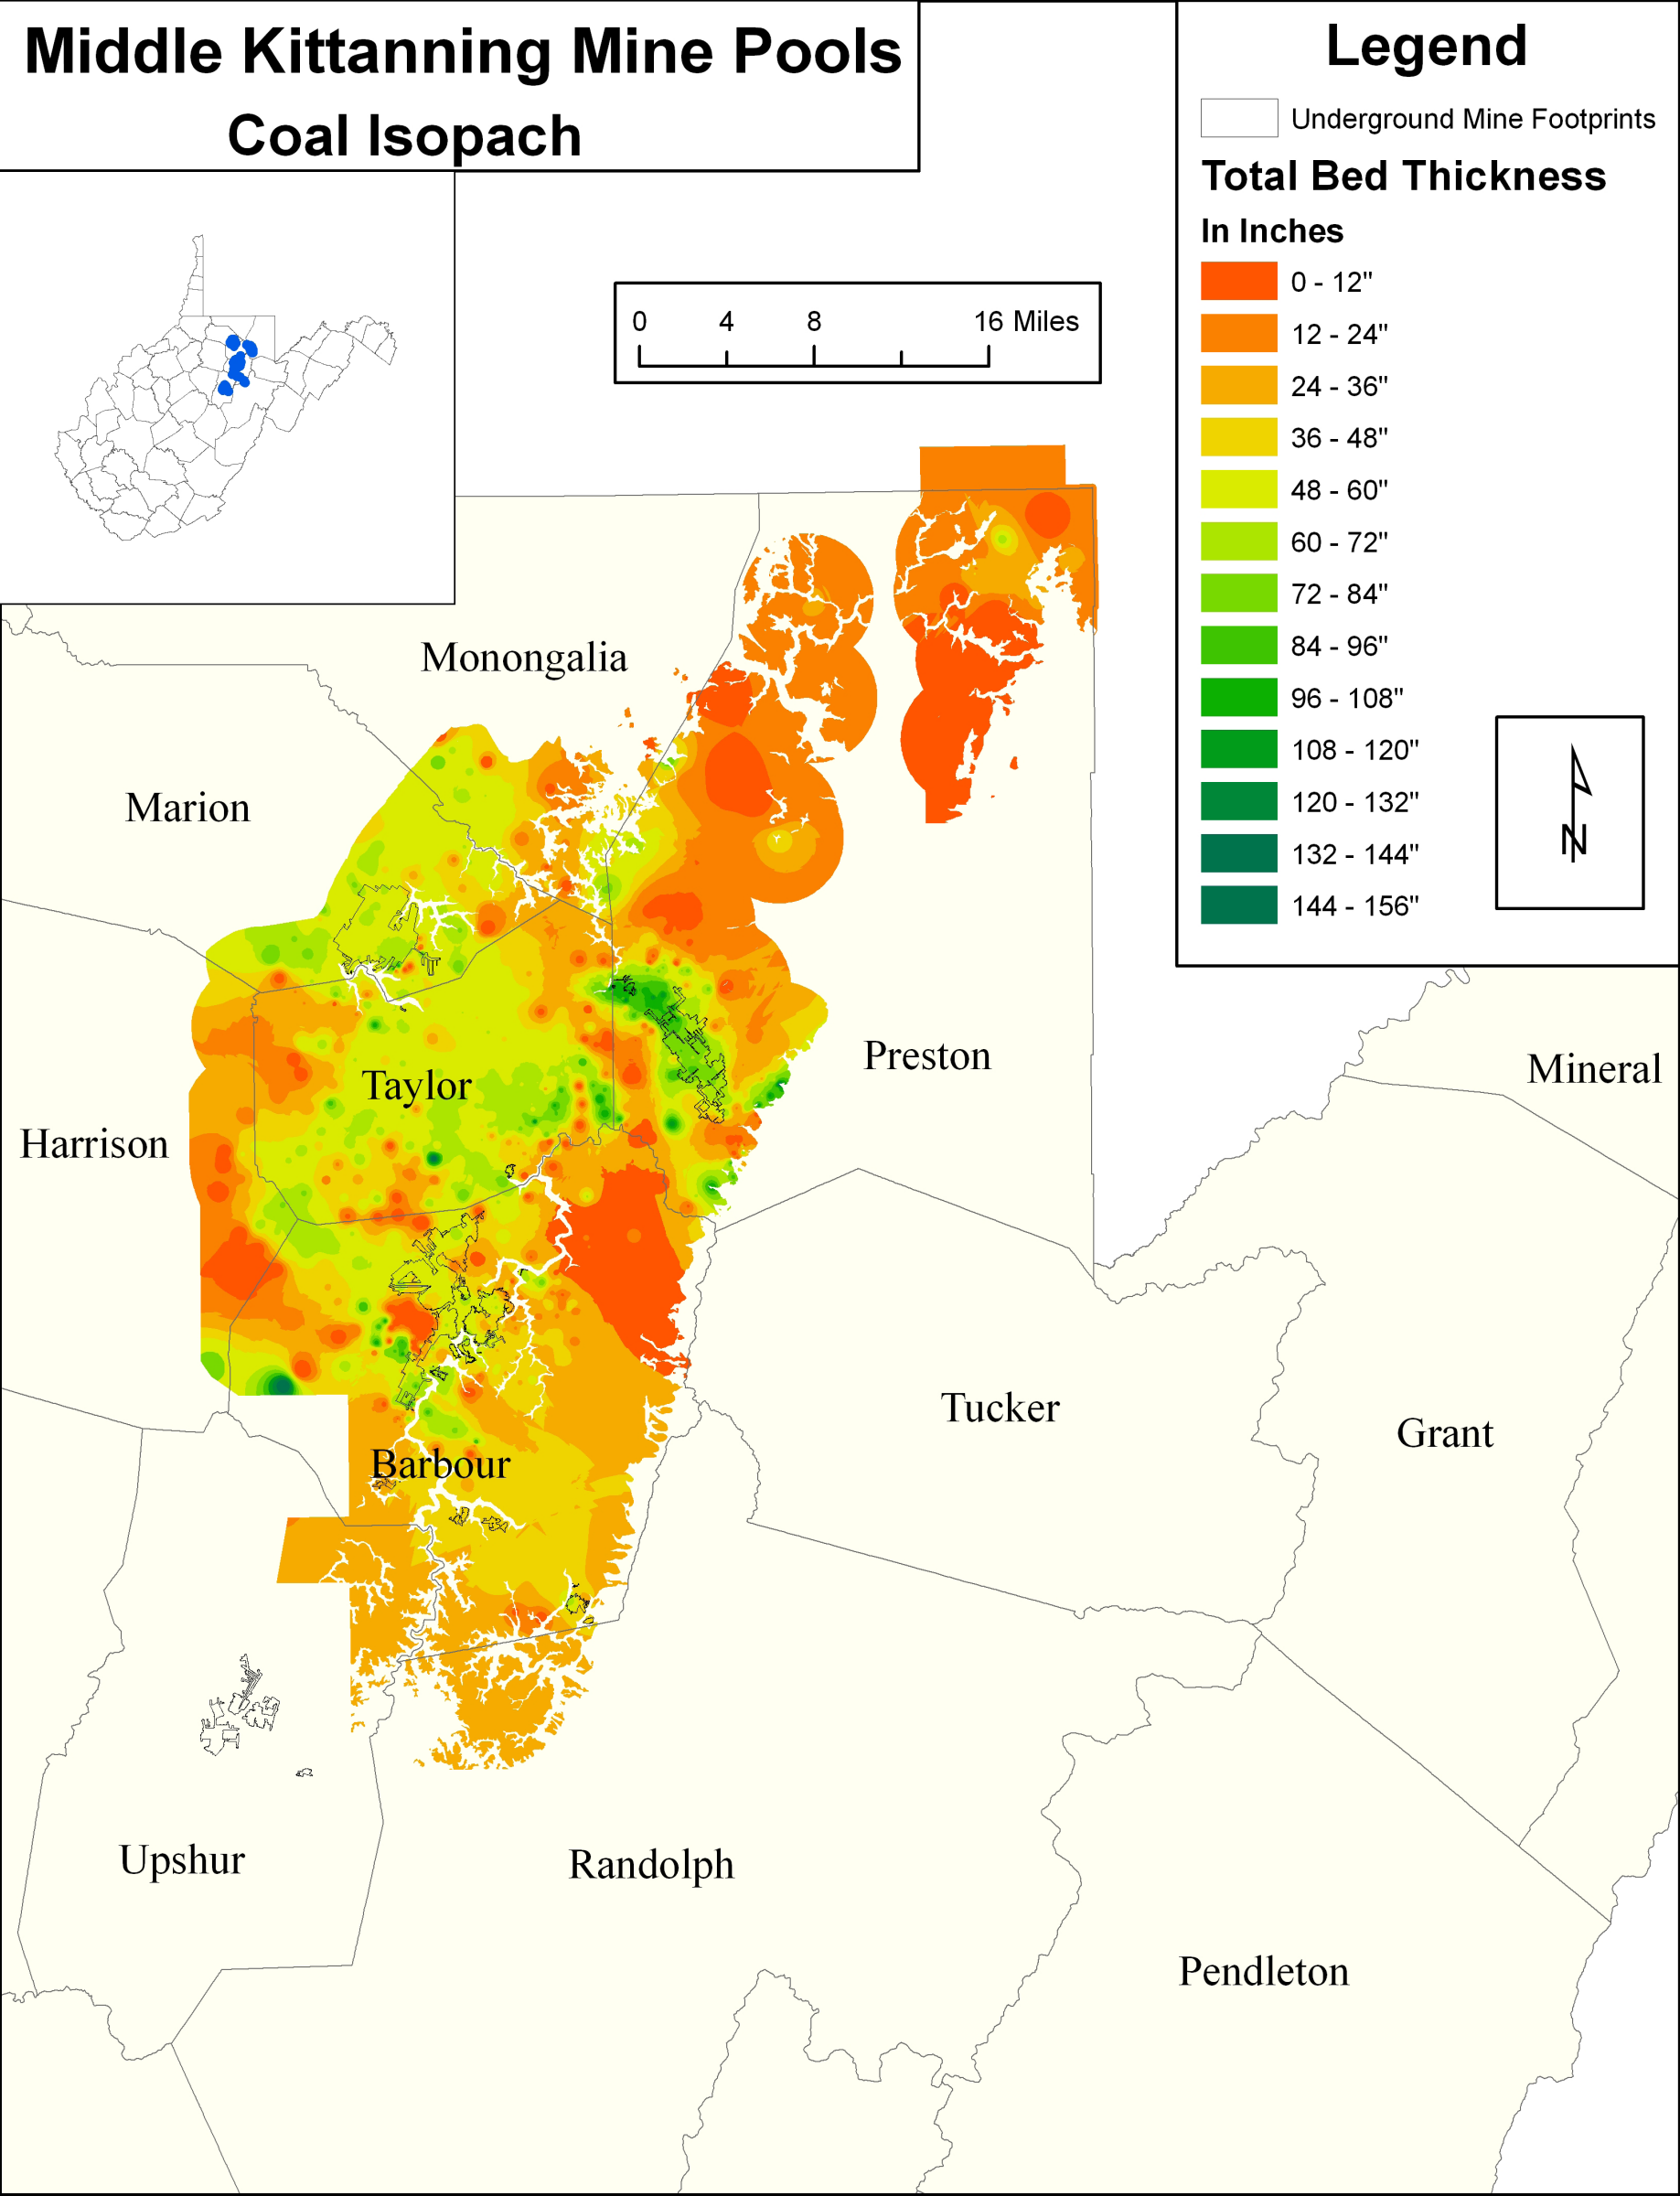 Middle Kittanning Mine Pools
Coal Isopach
Legend
Underground Mine Footprints
Total Bed Thickness
In Inches
0 - 12"
12 - 24"
24 - 36"
36 - 48"
48 - 60"
60 - 72"
72 - 84"
84 - 96"
96 - 108"
108 - 120"
120 - 132"
132 - 144"
144 - 156"
N
0 4 8 16 Miles
Monongalia
Marion
Preston
Mineral
Taylor
Harrison
Tucker
Grant
Barbour
Upshur
Randolph
Pendleton